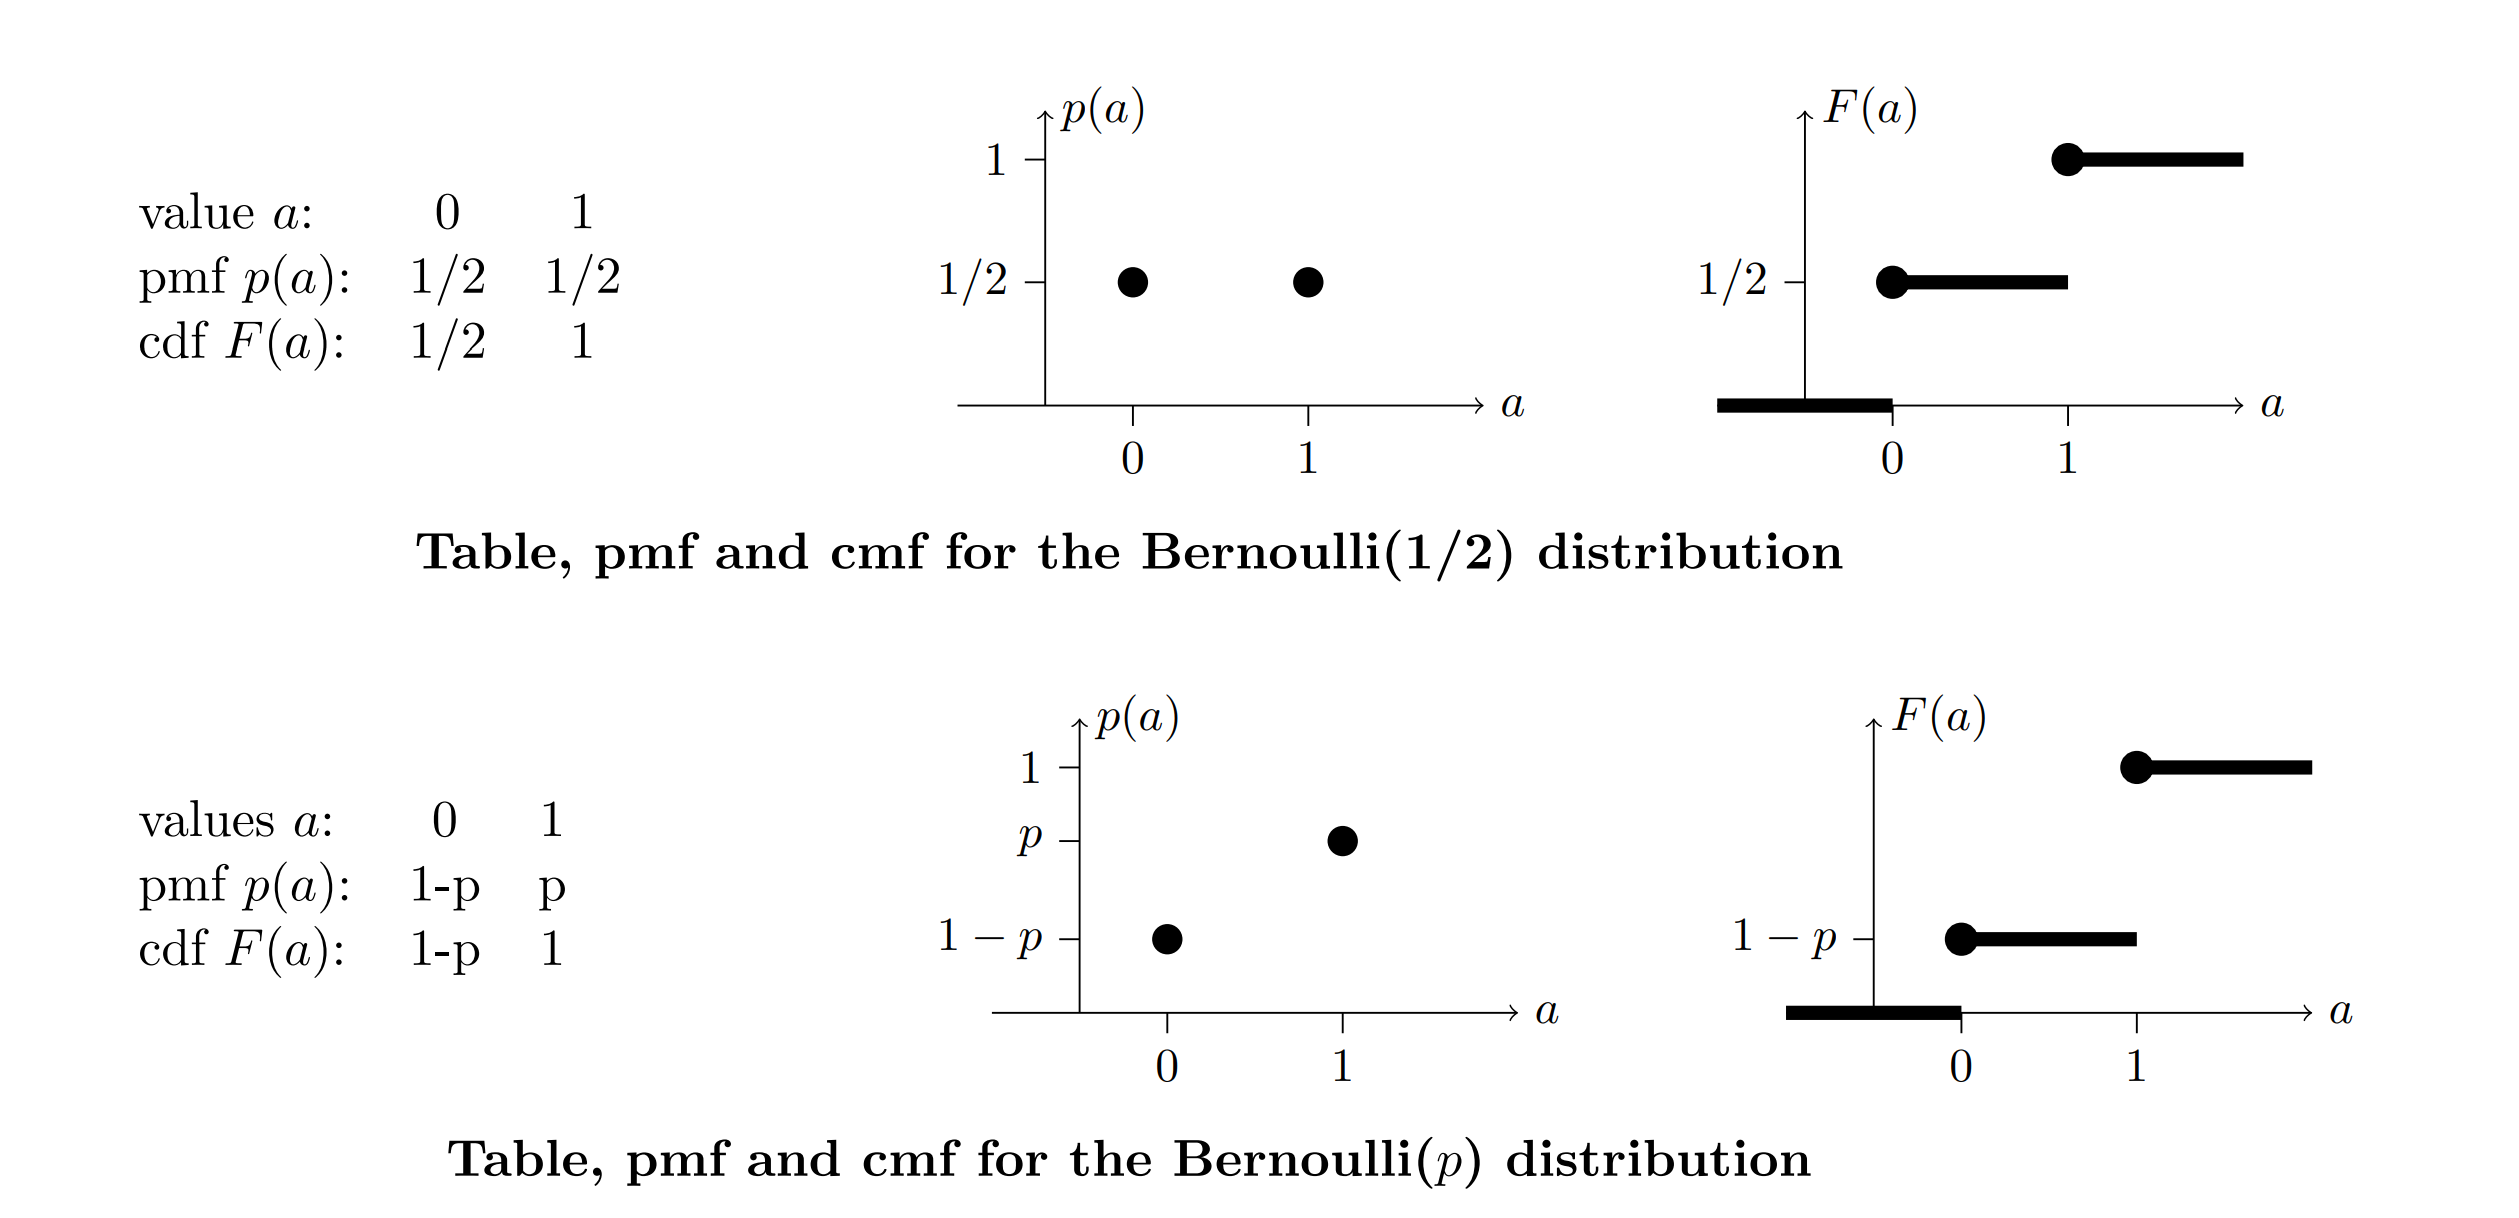 value a: 0 1
pmf p(a): 1/2 1/2
cdf F(a): 1/2 1
p(a)
1
1/2
a
0 1
F(a)
1/2
a
0 1
Table, pmf and cmf for the Bernoulli(1/2) distribution
values a: 0 1
pmf p(a): 1-p p
cdf F(a): 1-p 1
p(a)
1
p
1 − p
a
0 1
F(a)
1 − p
a
0 1
Table, pmf and cmf for the Bernoulli(p) distribution